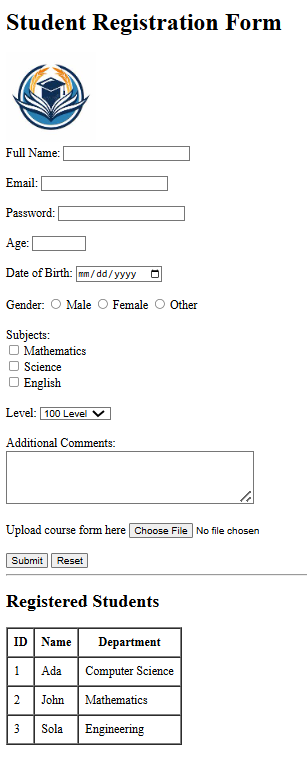 Student Registration Form
Full Name:
Email:
Password:
Age:
Date of Birth: mm/dd/yyyy
Gender: Male Female Other
Subjects:
Mathematics
Science
English
Level: 100 Level
Additional Comments:
Upload course form here Choose File No file chosen
Submit Reset
Registered Students
ID Name Department
1 Ada Computer Science
2 John Mathematics
3 Sola Engineering